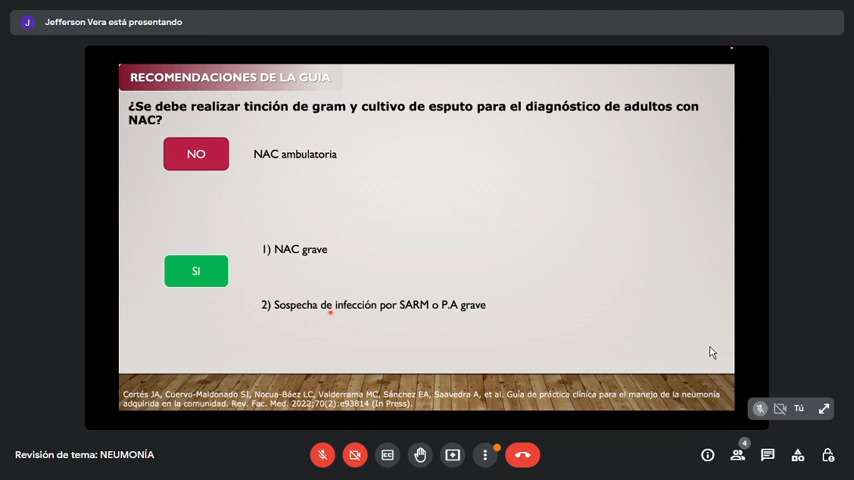 J
Jefferson Vera está presentando
RECOMENDACIONES DE LA GUIA
¿Se debe realizar tinción de gram y cultivo de esputo para el diagnóstico de adultos con
NAC?
NO
NAC ambulatoria
1) NAC grave
SI
2) Sospecha de infección por SARM o P.A grave
Cortés JA, Cuervo-Maldonado SI, Nocua-Báez LC, Valderrama MC, Sánchez EA, Saavedra A, et al. Guía de práctica clínica para el manejo de la neumonía
adquirida en la comunidad. Rev. Fac. Med. 2022;70(2):e93814 (In Press).
Tú
4
Revisión de tema: NEUMONÍA
CC